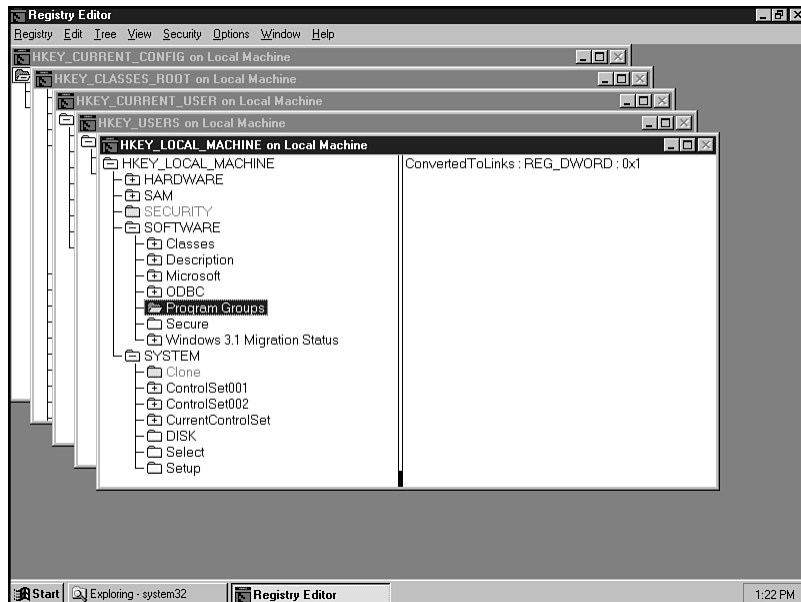 Registry Editor
Registry Edit Tree View Security Options Window Help
HKEY_CURRENT_CONFIG on Local Machine
HKEY_CLASSES_ROOT on Local Machine
HKEY_CURRENT_USER on Local Machine
HKEY_USERS on Local Machine
HKEY_LOCAL_MACHINE on Local Machine
HKEY_LOCAL_MACHINE
HARDWARE
SAM
SECURITY
SOFTWARE
Classes
Description
Microsoft
ODBC
Program Groups
Secure
Windows 3.1 Migration Status
SYSTEM
Clone
ControlSet001
ControlSet002
CurrentControlSet
DISK
Select
Setup
ConvertedToLinks : REG_DWORD : 0x1
Start Exploring - system32 Registry Editor 1:22 PM